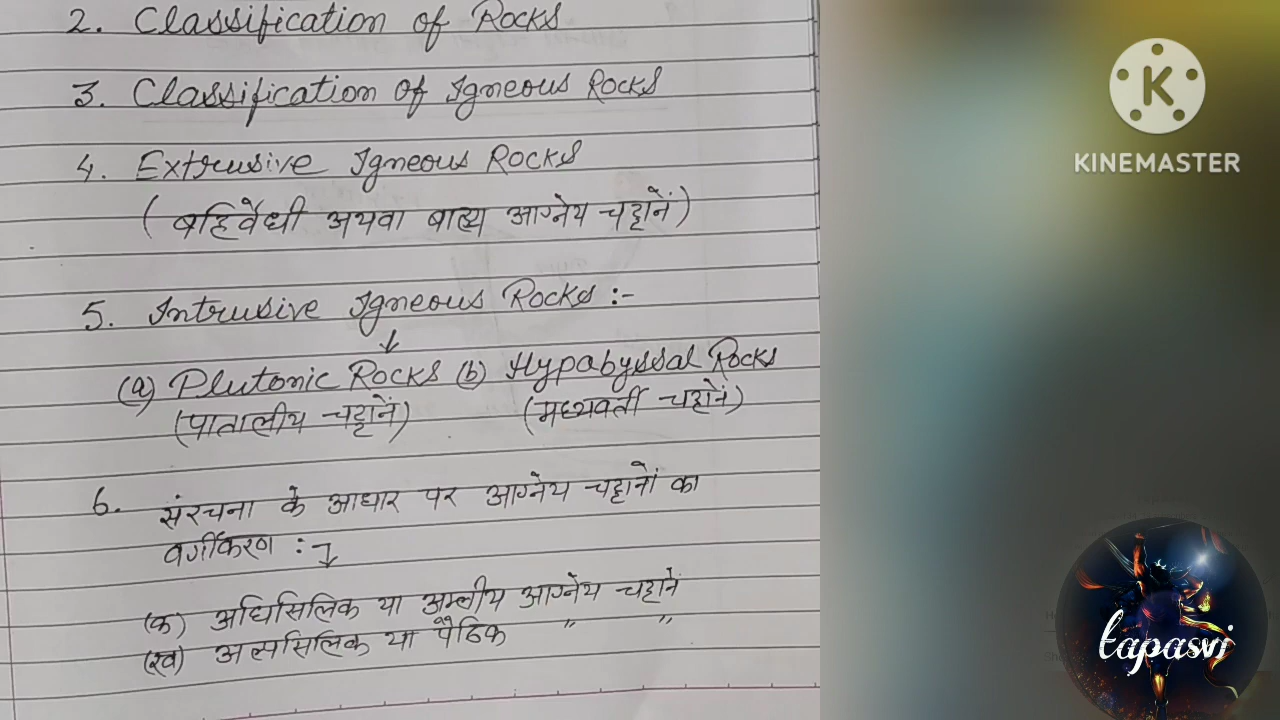 2. Classification of Rocks
3. Classification of Igneous Rocks
4. Extrusive Igneous Rocks
( बहिर्वेधी अथवा बाह्य आग्नेय चट्टानें )
5. Intrusive Igneous Rocks :-
(a) Plutonic Rocks (b) Hypabyssal Rocks
(पातालीय चट्टानें) (मध्यवर्ती चट्टानें)
6. संरचना के आधार पर आग्नेय चट्टानों का
वर्गीकरण :-
(क) अधिसिलिक या अम्लीय आग्नेय चट्टानें
(ख) अल्पसिलिक या पैठिक " "
KINEMASTER
tapasvi